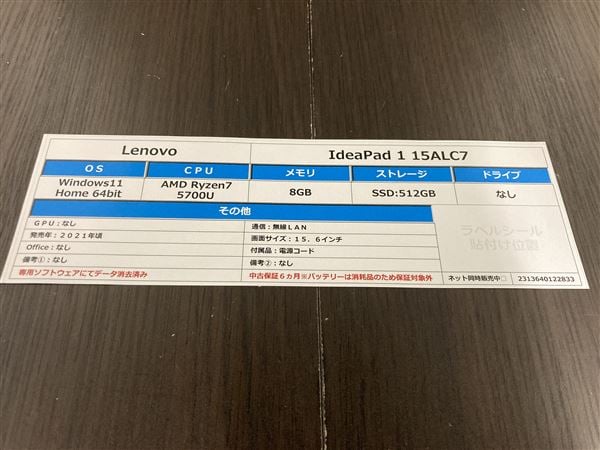 Lenovo
IdeaPad 1 15ALC7
OS
CPU
メモリ
ストレージ
ドライブ
Windows11
Home 64bit
AMD Ryzen7
5700U
8GB
SSD:512GB
なし
その他
GPU：なし
通信：無線LAN
発売年：2021年頃
画面サイズ：15．6インチ
Office：なし
付属品：電源コード
備考①：なし
備考②：なし
ラベルシール
貼付け位置
専用ソフトウェアにてデータ消去済み
中古保証6ヵ月※バッテリーは消耗品のため保証対象外
ネット同時販売中□
2313640122833